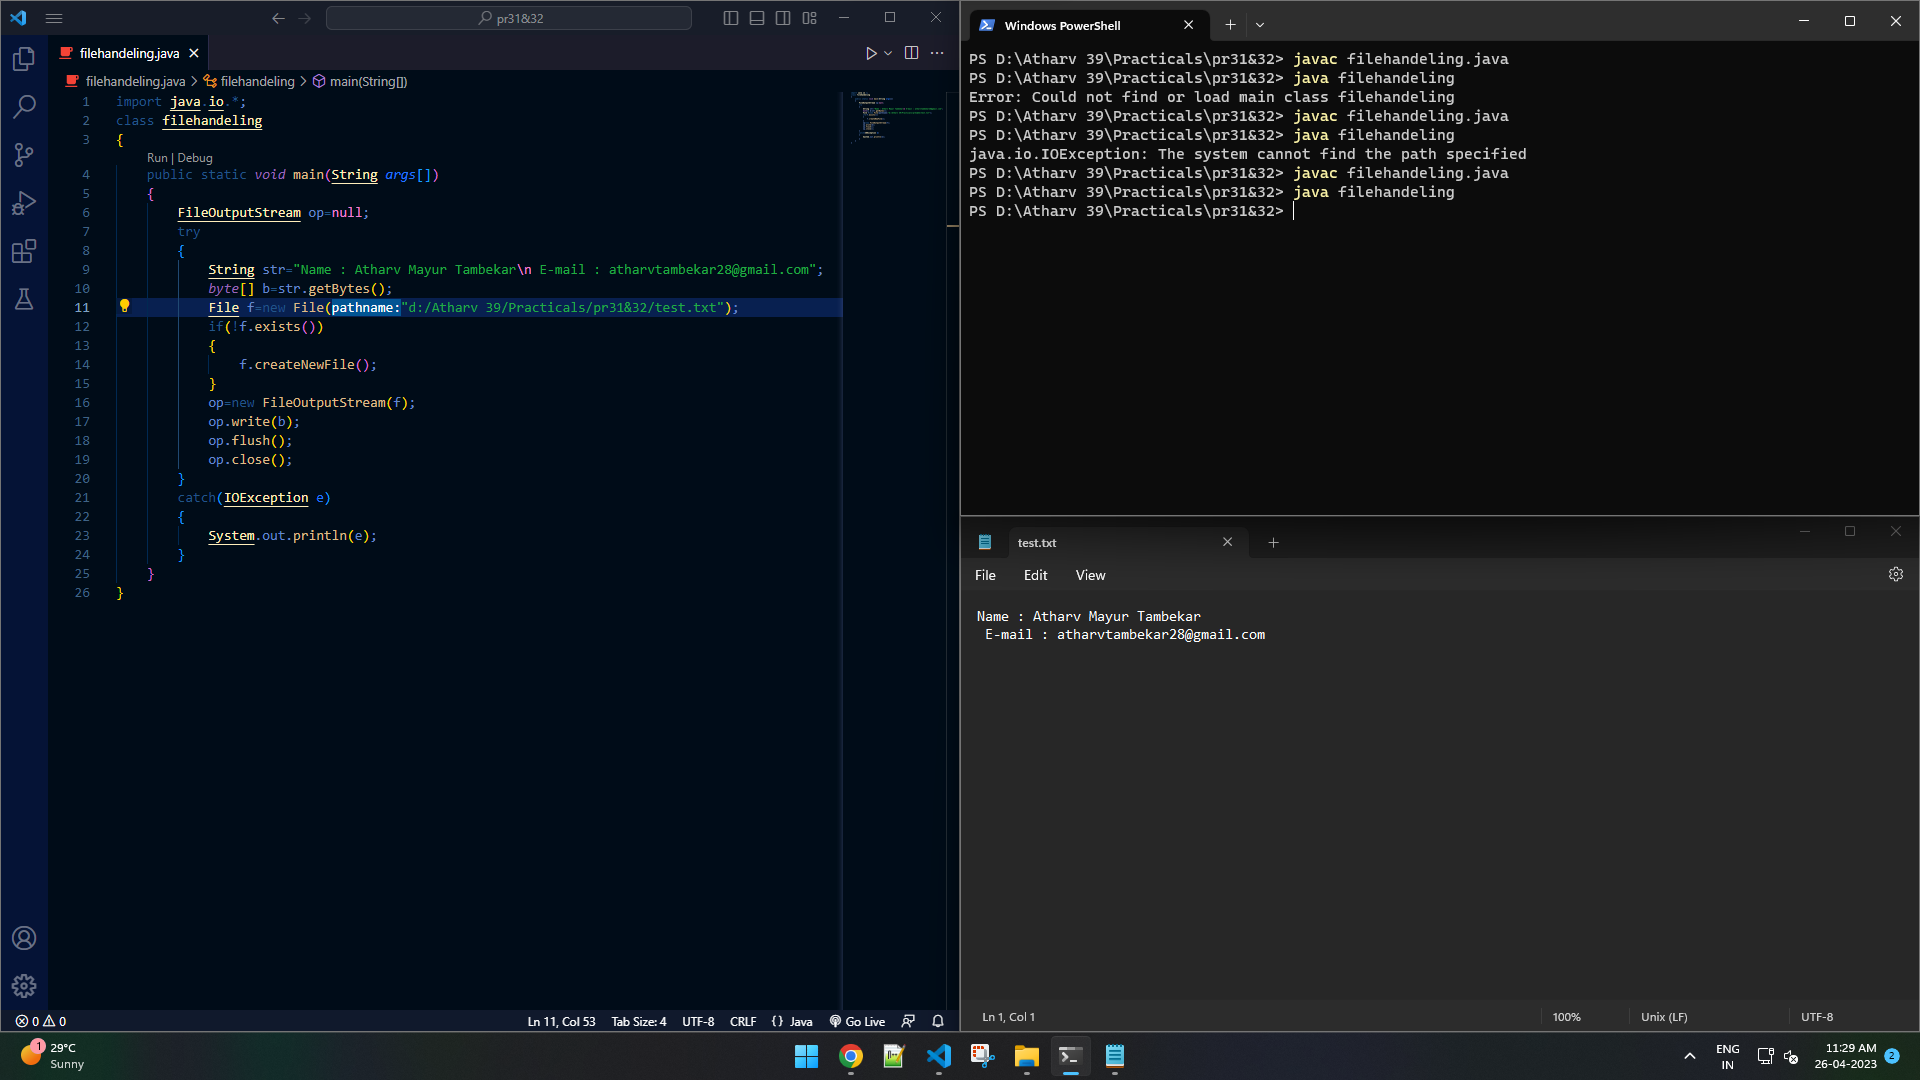 pr31&32
filehandeling.java
filehandeling.java > filehandeling > main(String[])
1 import java.io.*;
2 class filehandeling
3 {
Run | Debug
4 public static void main(String args[])
5 {
6 FileOutputStream op=null;
7 try
8 {
9 String str="Name : Atharv Mayur Tambekar\n E-mail : atharvtambekar28@gmail.com";
10 byte[] b=str.getBytes();
11 File f=new File(pathname:"d:/Atharv 39/Practicals/pr31&32/test.txt");
12 if(!f.exists())
13 {
14 f.createNewFile();
15 }
16 op=new FileOutputStream(f);
17 op.write(b);
18 op.flush();
19 op.close();
20 }
21 catch(IOException e)
22 {
23 System.out.println(e);
24 }
25 }
26 }
0 0
Ln 11, Col 53 Tab Size: 4 UTF-8 CRLF {} Java Go Live
Windows PowerShell
PS D:\Atharv 39\Practicals\pr31&32> javac filehandeling.java
PS D:\Atharv 39\Practicals\pr31&32> java filehandeling
Error: Could not find or load main class filehandeling
PS D:\Atharv 39\Practicals\pr31&32> javac filehandeling.java
PS D:\Atharv 39\Practicals\pr31&32> java filehandeling
java.io.IOException: The system cannot find the path specified
PS D:\Atharv 39\Practicals\pr31&32> javac filehandeling.java
PS D:\Atharv 39\Practicals\pr31&32> java filehandeling
PS D:\Atharv 39\Practicals\pr31&32>
test.txt
File Edit View
Name : Atharv Mayur Tambekar
E-mail : atharvtambekar28@gmail.com
Ln 1, Col 1 100% Unix (LF) UTF-8
1
29°C
Sunny
ENG
IN
11:29 AM
26-04-2023
2